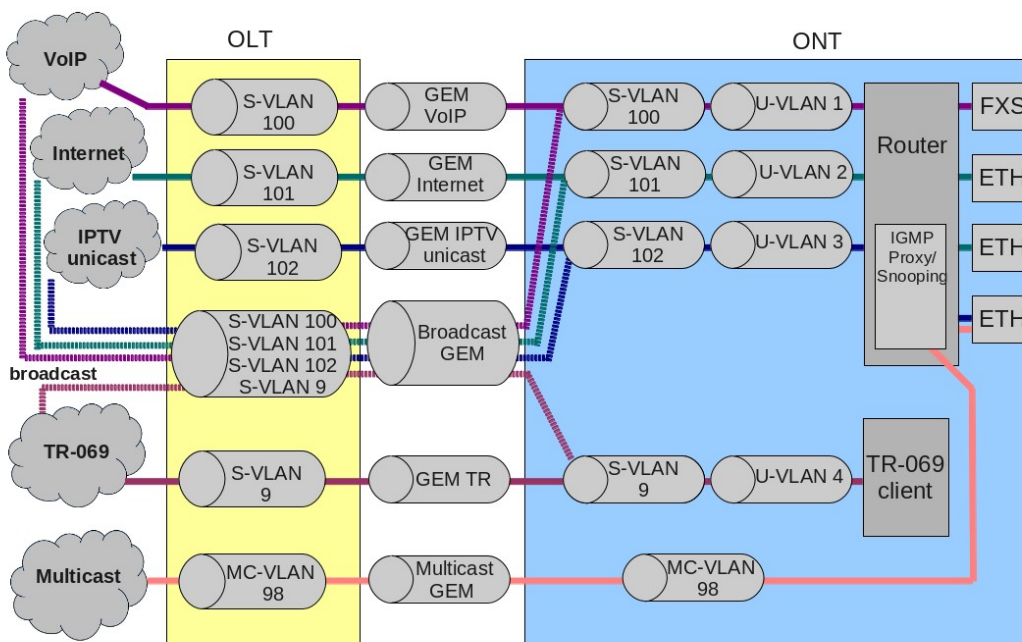 OLT
ONT
VoIP
S-VLAN
100
GEM
VoIP
S-VLAN
100
U-VLAN 1
Router
FXS
Internet
S-VLAN
101
GEM
Internet
S-VLAN
101
U-VLAN 2
ETH
IPTV
unicast
S-VLAN
102
GEM IPTV
unicast
S-VLAN
102
U-VLAN 3
IGMP
Proxy/
Snooping
ETH
S-VLAN 100
S-VLAN 101
S-VLAN 102
S-VLAN 9
Broadcast
GEM
ETH
broadcast
TR-069
S-VLAN
9
GEM TR
S-VLAN
9
U-VLAN 4
TR-069
client
Multicast
MC-VLAN
98
Multicast
GEM
MC-VLAN
98